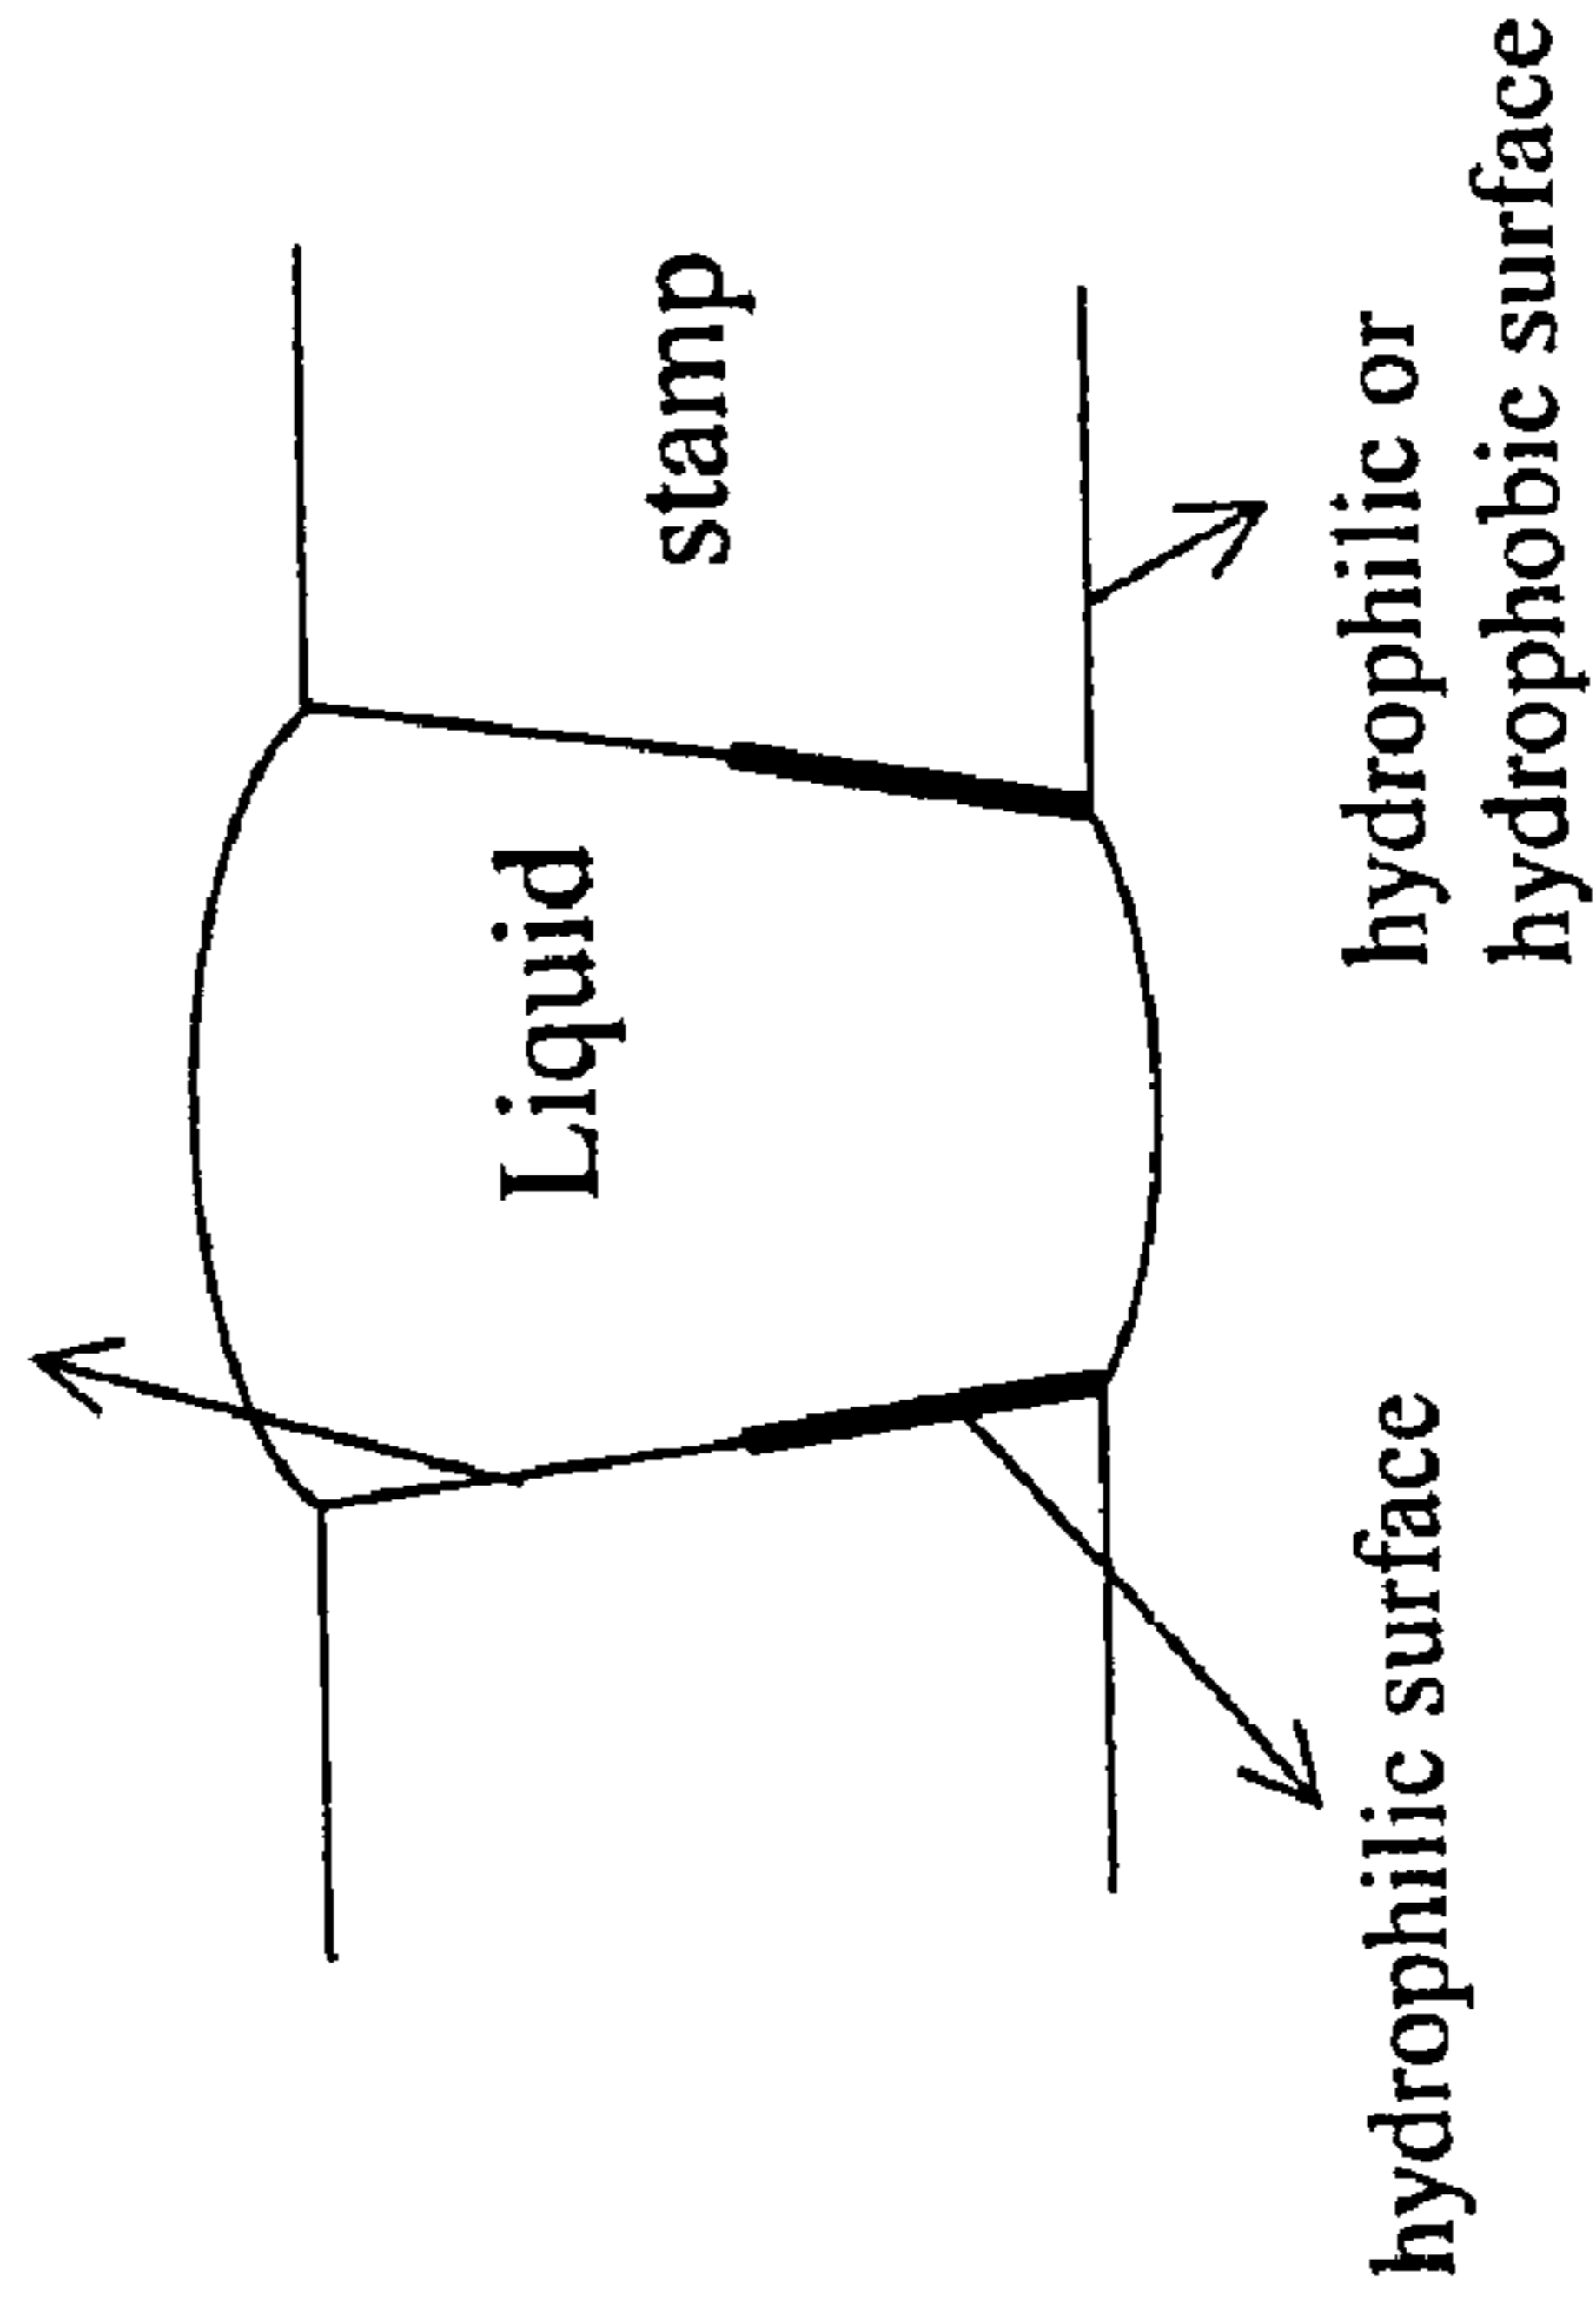 Liquid
stamp
hydrophilic surface
hydrophilic or
hydrophobic surface